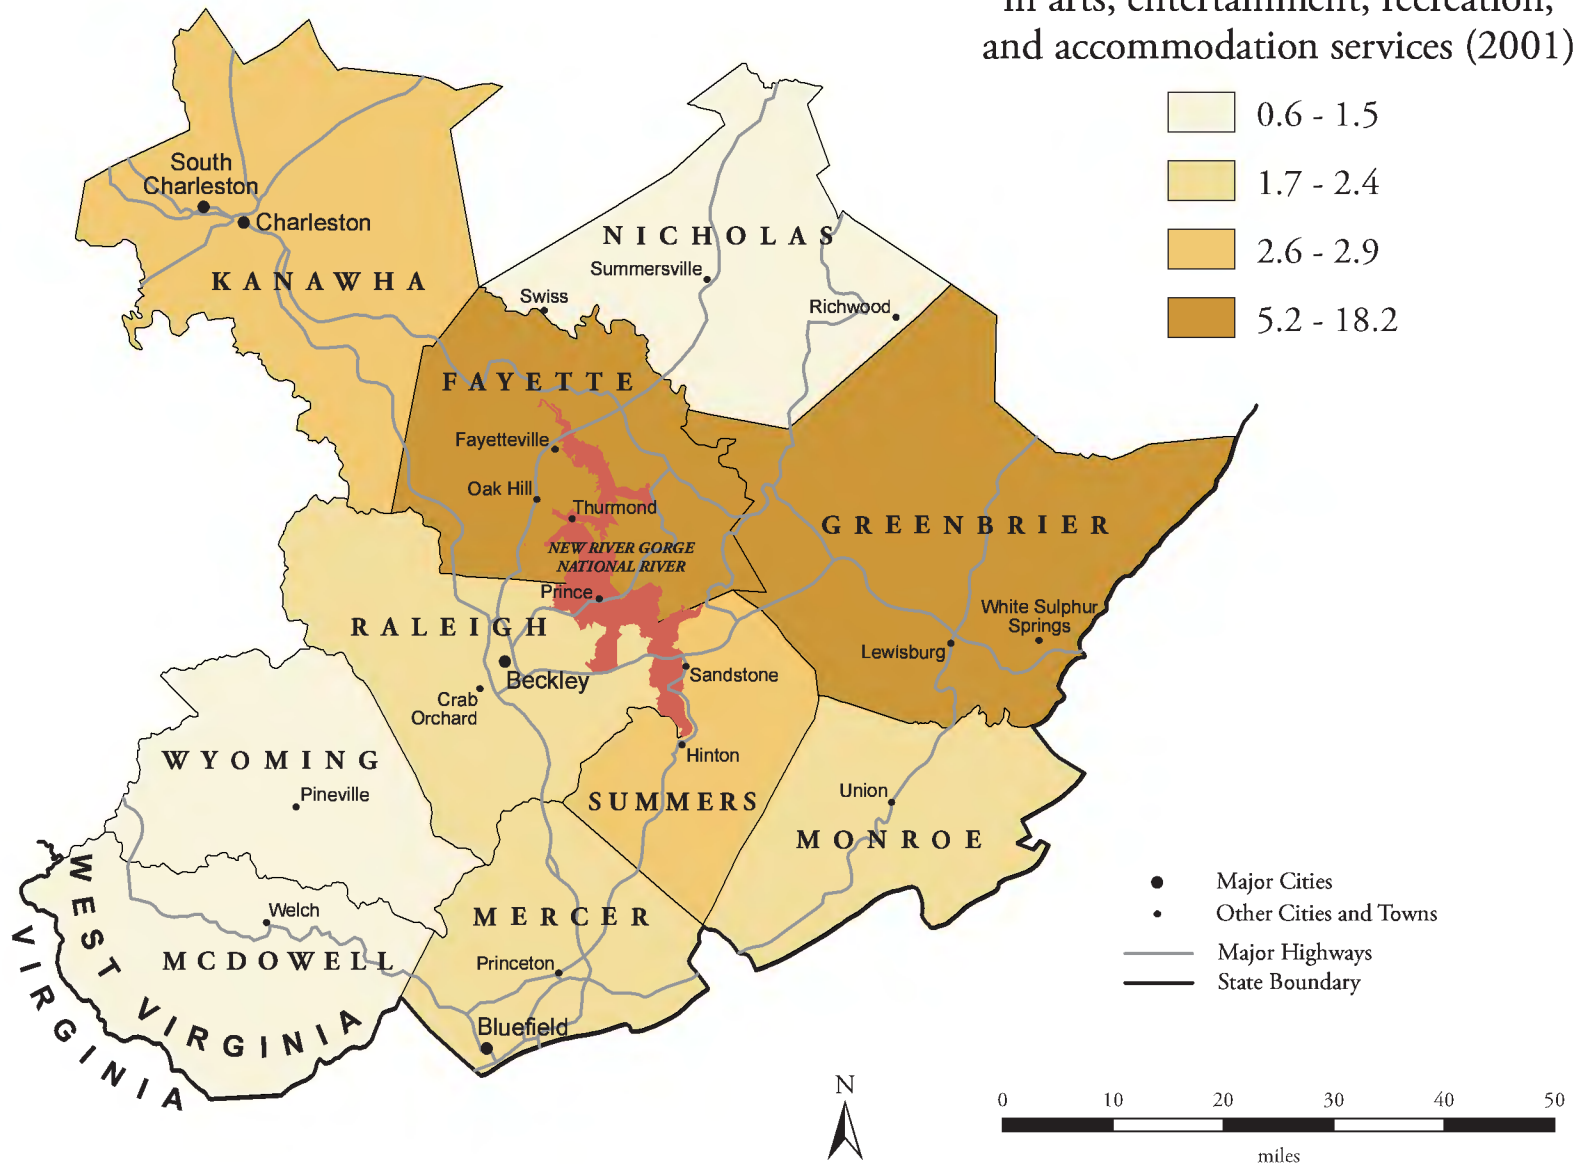 in arts, entertainment, recreation,
and accommodation services (2001)
0.6 - 1.5
1.7 - 2.4
2.6 - 2.9
5.2 - 18.2
South
Charleston
Charleston
KANAWHA
NICHOLAS
Summersville
Swiss
Richwood
FAYETTE
Fayetteville
Oak Hill
Thurmond
NEW RIVER GORGE
NATIONAL RIVER
Prince
GREENBRIER
White Sulphur
Springs
Lewisburg
RALEIGH
Beckley
Crab
Orchard
Sandstone
Hinton
SUMMERS
WYOMING
Pineville
Union
MONROE
MERCER
Princeton
Bluefield
Welch
MCDOWELL
WEST VIRGINIA
VIRGINIA
Major Cities
Other Cities and Towns
Major Highways
State Boundary
N
0 10 20 30 40 50
miles